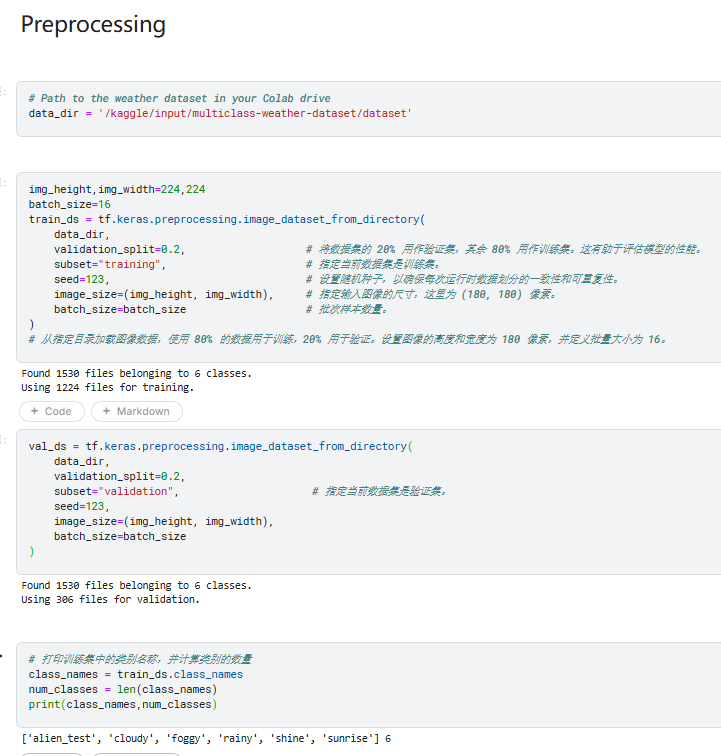 Preprocessing
# Path to the weather dataset in your Colab drive
data_dir = '/kaggle/input/multiclass-weather-dataset/dataset'
img_height,img_width=224,224
batch_size=16
train_ds = tf.keras.preprocessing.image_dataset_from_directory(
    data_dir,
    validation_split=0.2, # 将数据集的 20% 用作验证集，其余 80% 用作训练集。这有助于评估模型的性能。
    subset="training", # 指定当前数据集是训练集。
    seed=123, # 设置随机种子，以确保每次运行时数据划分的一致性和可重复性。
    image_size=(img_height, img_width), # 指定输入图像的尺寸，这里为 (180, 180) 像素。
    batch_size=batch_size # 批次样本数量。
)
# 从指定目录加载图像数据，使用 80% 的数据用于训练，20% 用于验证。设置图像的高度和宽度为 180 像素，并定义批量大小为 16。
Found 1530 files belonging to 6 classes.
Using 1224 files for training.
+ Code + Markdown
val_ds = tf.keras.preprocessing.image_dataset_from_directory(
    data_dir,
    validation_split=0.2,
    subset="validation", # 指定当前数据集是验证集。
    seed=123,
    image_size=(img_height, img_width),
    batch_size=batch_size
)
Found 1530 files belonging to 6 classes.
Using 306 files for validation.
# 打印训练集中的类别名称，并计算类别的数量
class_names = train_ds.class_names
num_classes = len(class_names)
print(class_names,num_classes)
['alien_test', 'cloudy', 'foggy', 'rainy', 'shine', 'sunrise'] 6